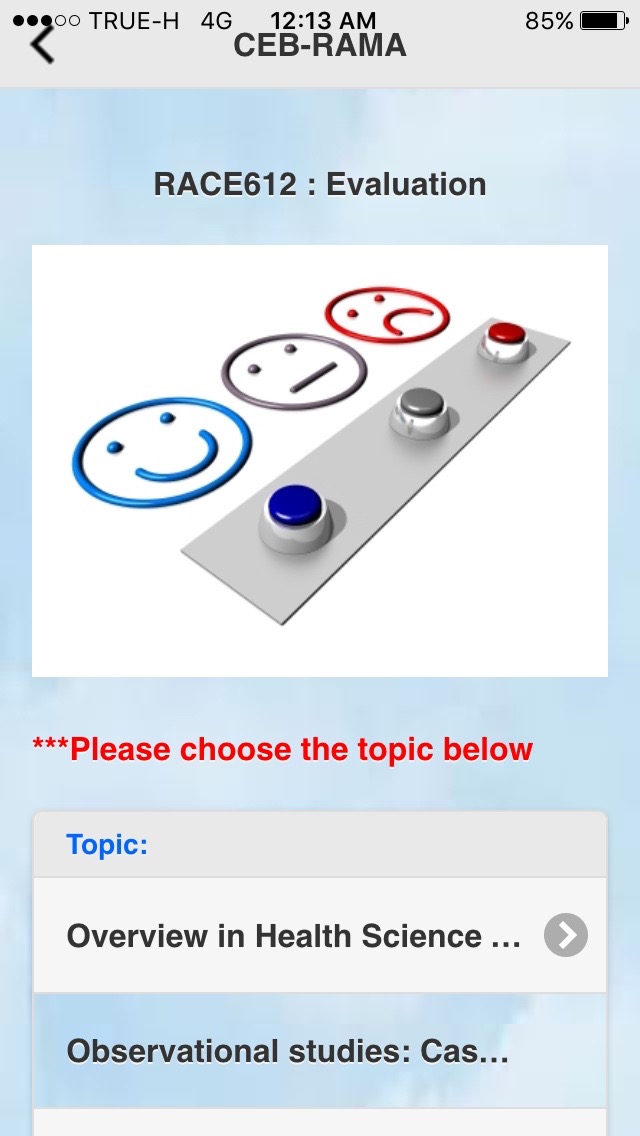 TRUE-H 4G 12:13 AM 85%
CEB-RAMA
RACE612 : Evaluation
***Please choose the topic below
Topic:
Overview in Health Science ...
Observational studies: Cas...